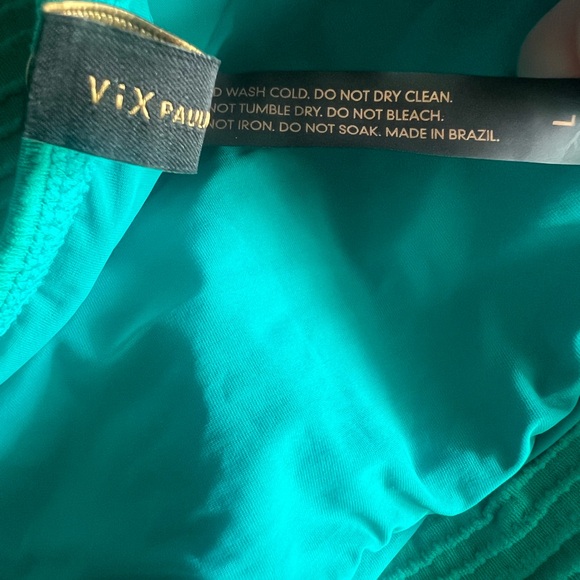 ViX PAUL
D WASH COLD. DO NOT DRY CLEAN.
NOT TUMBLE DRY. DO NOT BLEACH.
NOT IRON. DO NOT SOAK. MADE IN BRAZIL.
L